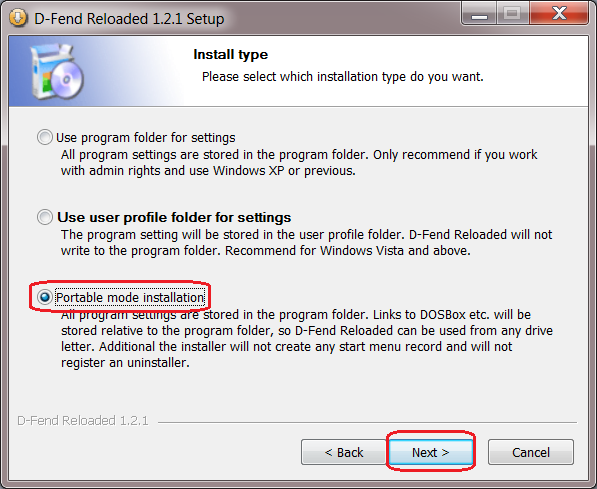 D-Fend Reloaded 1.2.1 Setup
Install type
Please select which installation type do you want.
Use program folder for settings
All program settings are stored in the program folder. Only recommend if you work
with admin rights and use Windows XP or previous.
Use user profile folder for settings
The program setting will be stored in the user profile folder. D-Fend Reloaded will not
write to the program folder. Recommend for Windows Vista and above.
Portable mode installation
All program settings are stored in the program folder. Links to DOSBox etc. will be
stored relative to the program folder, so D-Fend Reloaded can be used from any drive
letter. Additional the installer will not create any start menu record and will not
register an uninstaller.
D-Fend Reloaded 1.2.1
< Back
Next >
Cancel